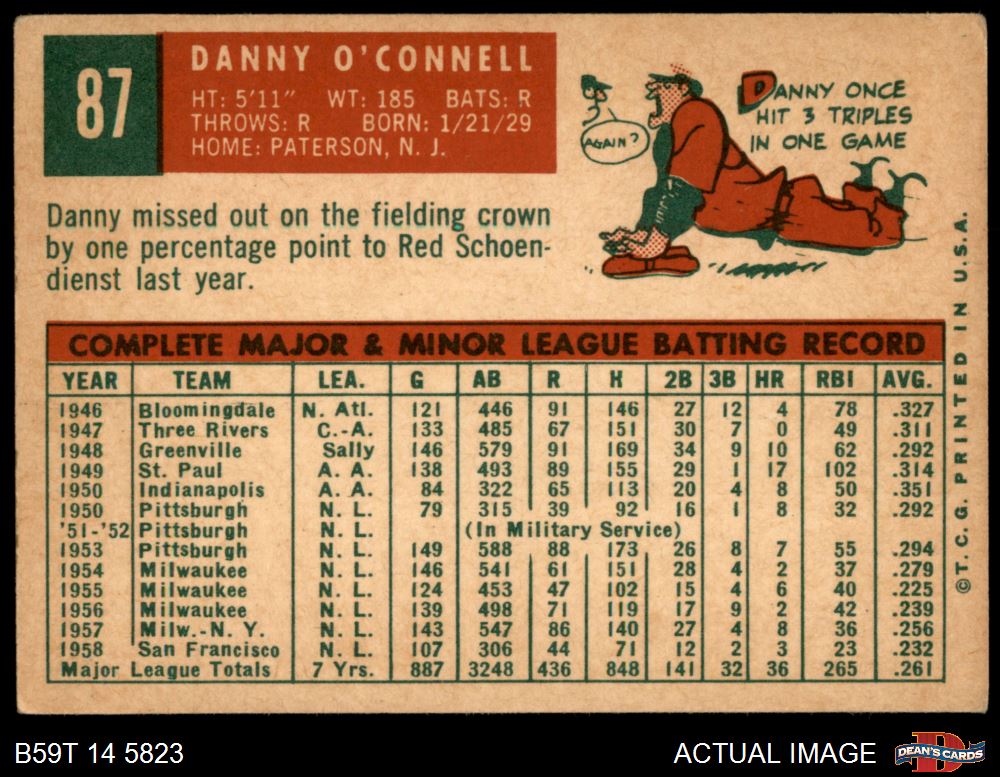 87
DANNY O'CONNELL
HT: 5'11" WT: 185 BATS: R
THROWS: R BORN: 1/21/29
HOME: PATERSON, N. J.
AGAIN?
DANNY ONCE
HIT 3 TRIPLES
IN ONE GAME
Danny missed out on the fielding crown
by one percentage point to Red Schoen-
dienst last year.
COMPLETE MAJOR & MINOR LEAGUE BATTING RECORD
YEAR TEAM LEA. G AB R H 2B 3B HR RBI AVG.
1946 Bloomingdale N. Atl. 121 446 91 146 27 12 4 78 .327
1947 Three Rivers C.-A. 133 485 67 151 30 7 0 49 .311
1948 Greenville Sally 146 579 91 169 34 9 10 62 .292
1949 St. Paul A. A. 138 493 89 155 29 1 17 102 .314
1950 Indianapolis A. A. 84 322 65 113 20 4 8 50 .351
1950 Pittsburgh N. L. 79 315 39 92 16 1 8 32 .292
'51-'52 Pittsburgh N. L. (In Military Service)
1953 Pittsburgh N. L. 149 588 88 173 26 8 7 55 .294
1954 Milwaukee N. L. 146 541 61 151 28 4 2 37 .279
1955 Milwaukee N. L. 124 453 47 102 15 4 6 40 .225
1956 Milwaukee N. L. 139 498 71 119 17 9 2 42 .239
1957 Milw.-N. Y. N. L. 143 547 86 140 27 4 8 36 .256
1958 San Francisco N. L. 107 306 44 71 12 2 3 23 .232
Major League Totals 7 Yrs. 887 3248 436 848 141 32 36 265 .261
©T.C.G. PRINTED IN U.S.A.
B59T 14 5823
ACTUAL IMAGE
D
DEAN'S CARDS